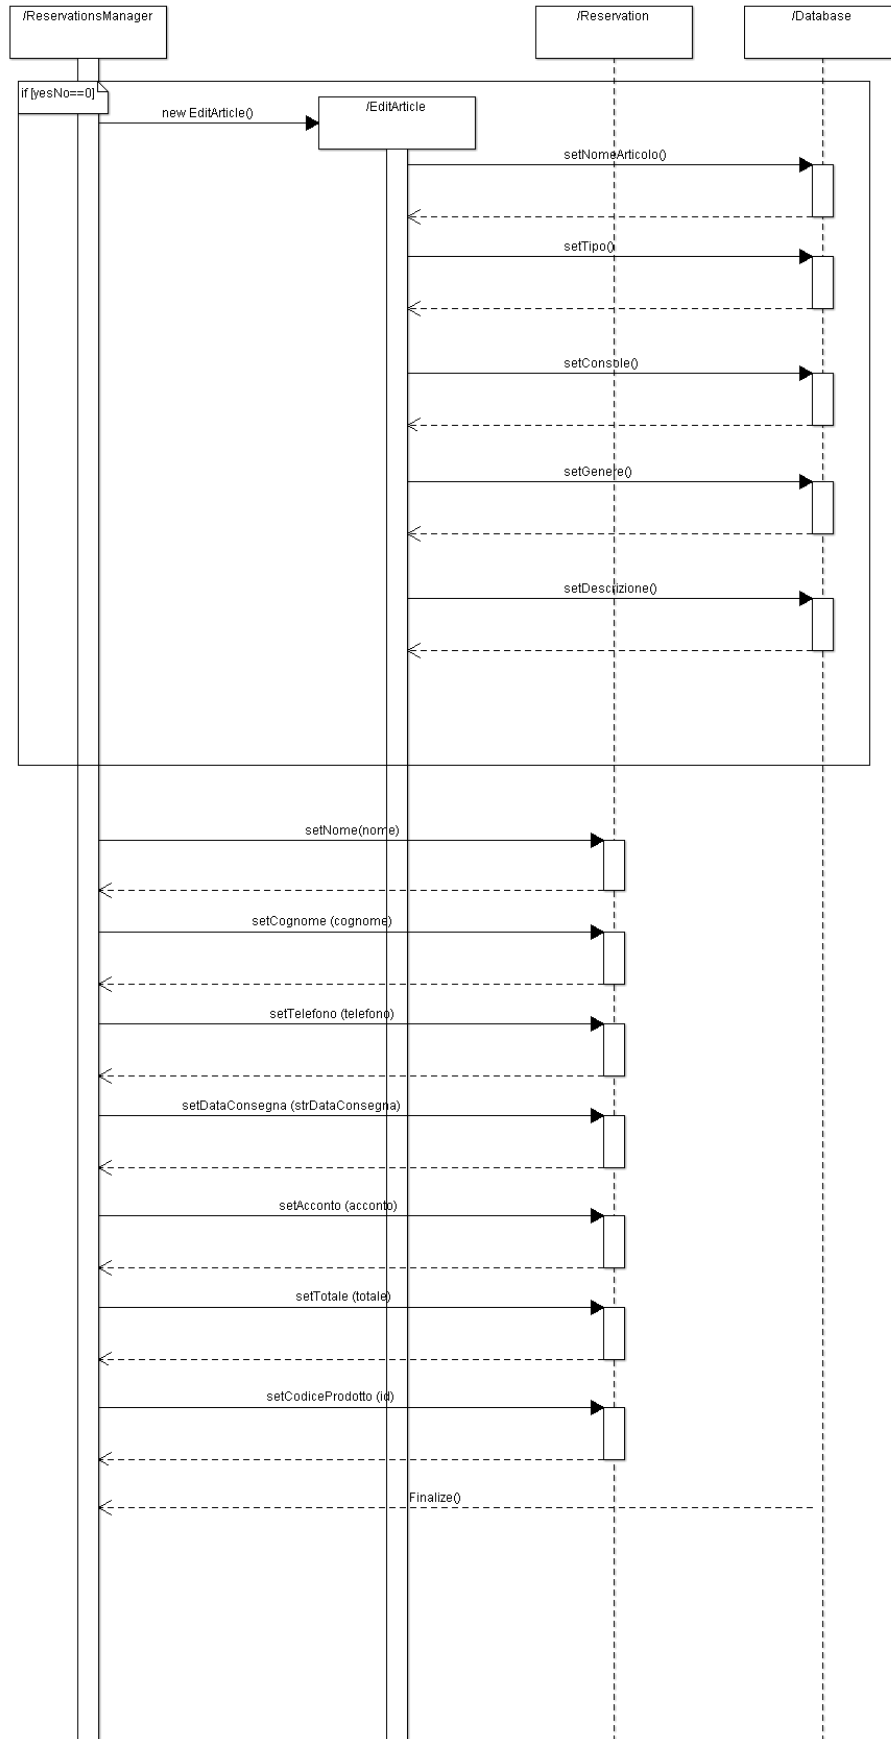 /ReservationsManager
/Reservation
/Database
if [yesNo==0]
new EditArticle()
/EditArticle
setNomeArticolo()
setTipo()
setConsole()
setGenere()
setDescrizione()
setNome(nome)
setCognome (cognome)
setTelefono (telefono)
setDataConsegna (strDataConsegna)
setAcconto (acconto)
setTotale (totale)
setCodiceProdotto (id)
Finalize()